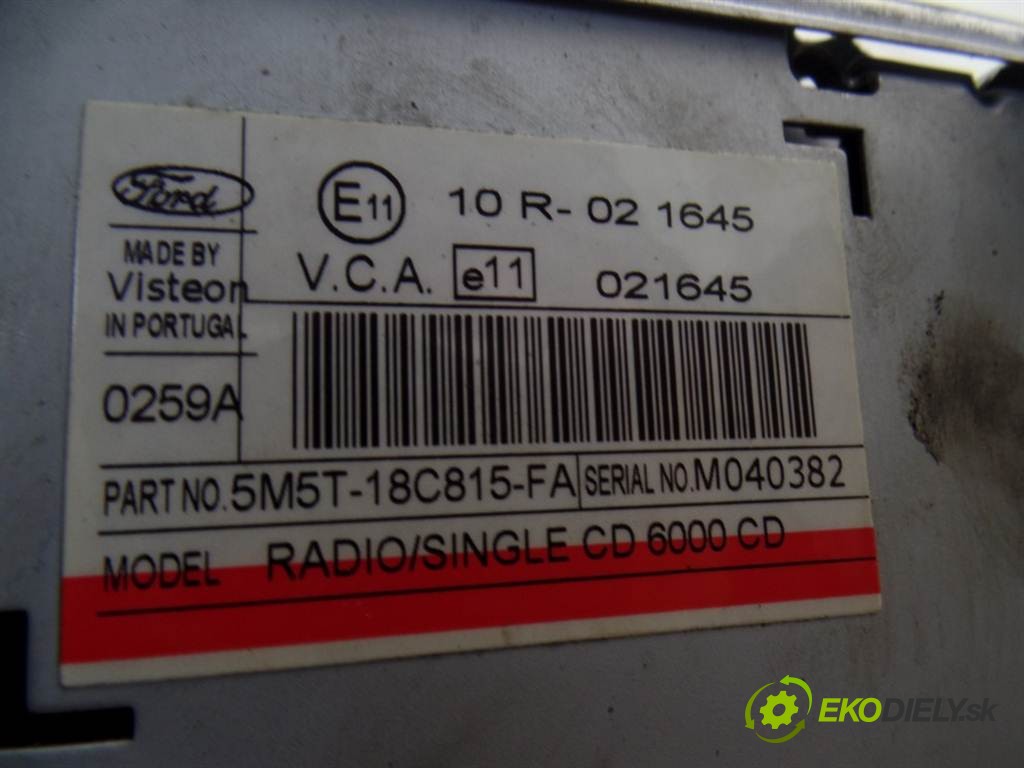 Ford
E11 10 R- 02 1645
MADE BY
Visteon
IN PORTUGAL
V.C.A. e11 021645
0259A
PART NO. 5M5T-18C815-FA SERIAL NO. M040382
MODEL RADIO/SINGLE CD 6000 CD
EKODIELY.sk